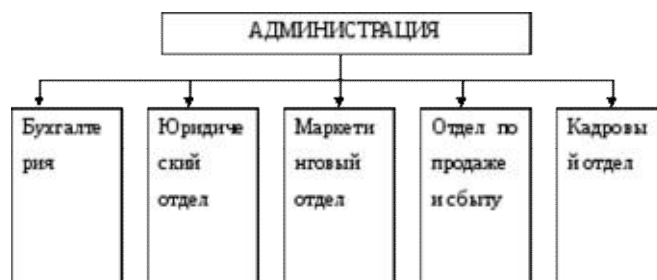 АДМИНИСТРАЦИЯ
Бухгалте
рия
Юридиче
ский
отдел
Маркети
нговый
отдел
Отдел по
продаже
и сбыту
Кадровы
й отдел